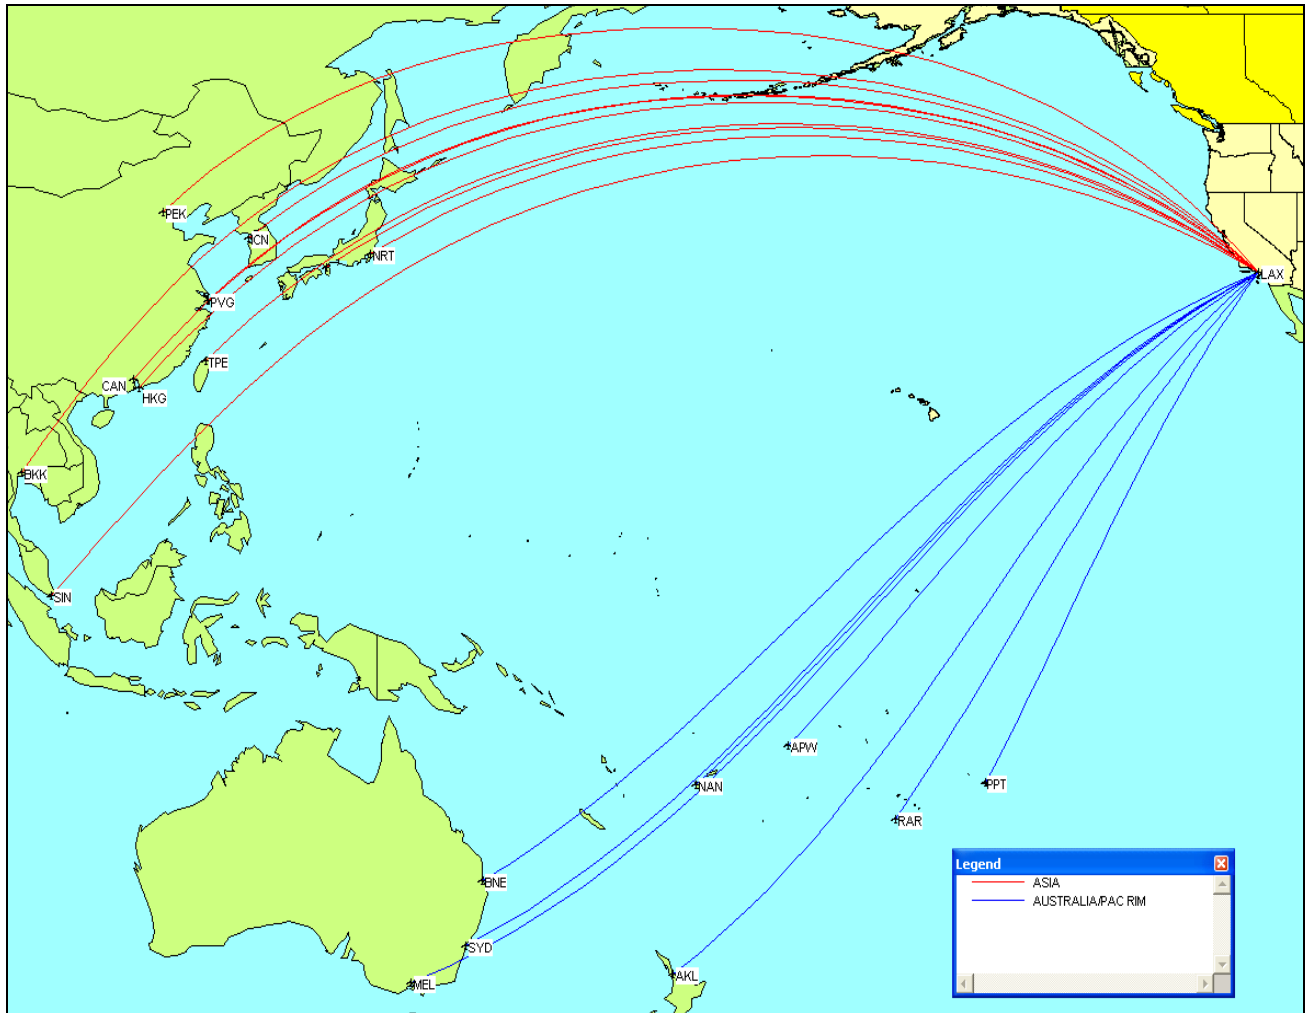 PEK
ICN
NRT
LAX
PVG
TPE
CAN
HKG
BKK
SIN
APW
NAN
PPT
RAR
BNE
SYD
AKL
MEL
Legend
ASIA
AUSTRALIA/PAC RIM